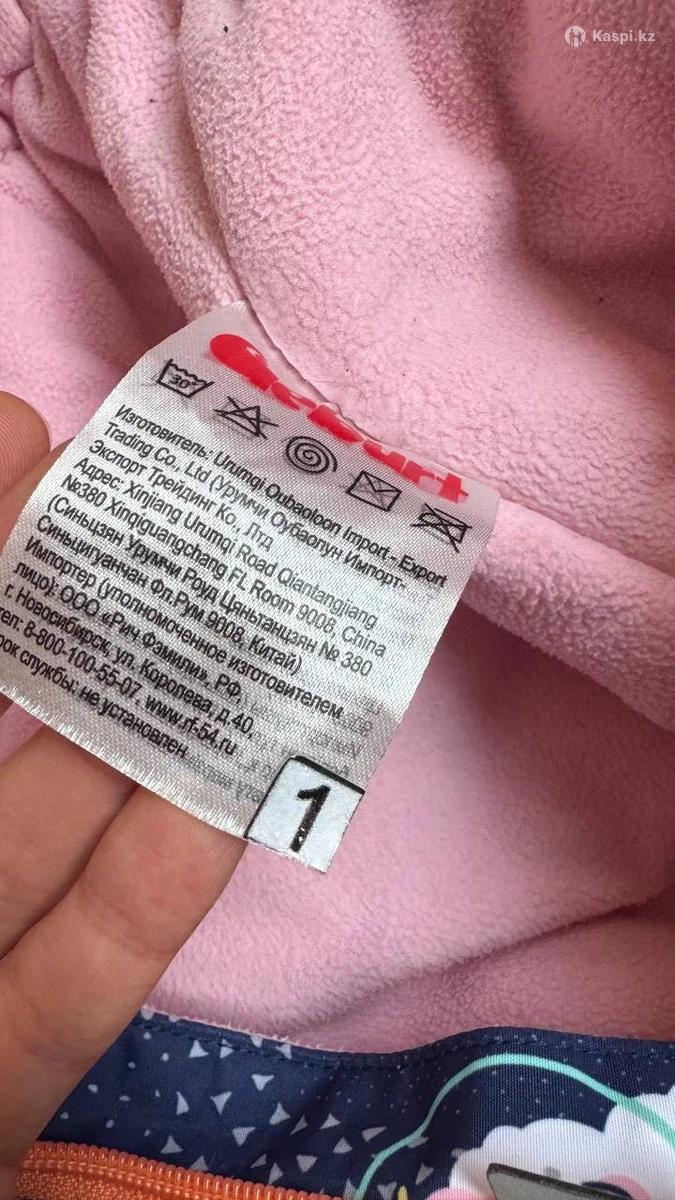 Kaspi.kz
30°
Изготовитель: Urumqi Oubaoloon Import - Export
Trading Co., Ltd (Урумчи Оубаолун Импорт-
Экспорт Трейдинг Ко., Лтд
Адрес: Xinjiang Urumqi Road Qiantangjiang
№380 Xinqiguangchang FL Room 9008, China
(Синьцзян Урумчи Роуд Цяньтанцзян № 380
Синьцигуанчан Фл.Рум 9008, Китай)
Импортер (уполномоченное изготовителем
лицо): ООО «Рич Фэмили», РФ,
г. Новосибирск, ул. Королева, д.40,
тел: 8-800-100-55-07, www.rf-54.ru
рок службы: не установлен
1